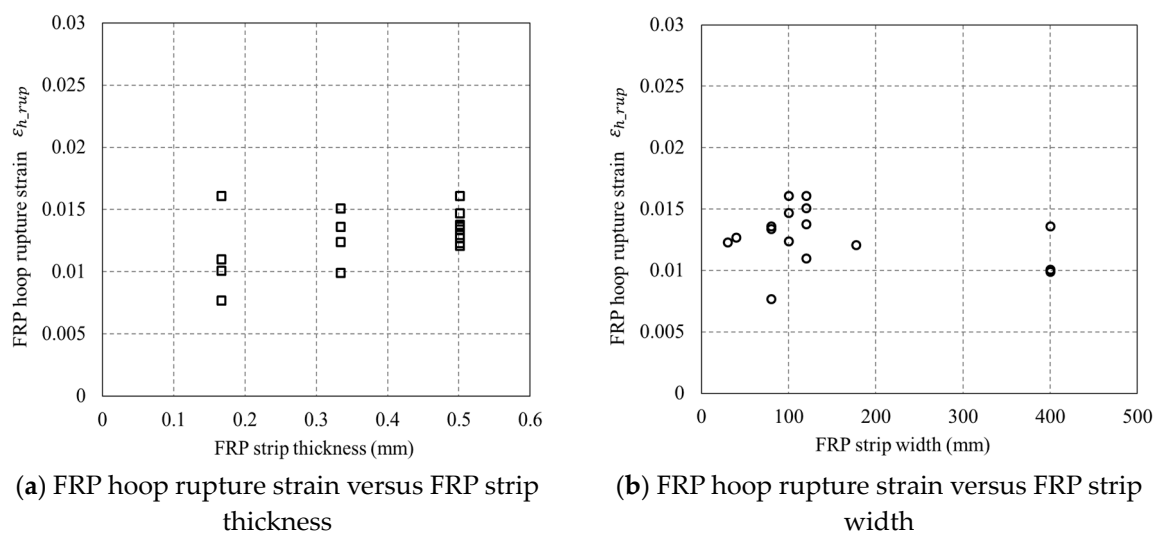 0.03
0.025
0.02
0.015
0.01
0.005
0
FRP hoop rupture strain ε_{h_rup}
0 0.1 0.2 0.3 0.4 0.5 0.6
FRP strip thickness (mm)
(a) FRP hoop rupture strain versus FRP strip
thickness
0.03
0.025
0.02
0.015
0.01
0.005
0
FRP hoop rupture strain ε_{h_rup}
0 100 200 300 400 500
FRP strip width (mm)
(b) FRP hoop rupture strain versus FRP strip
width